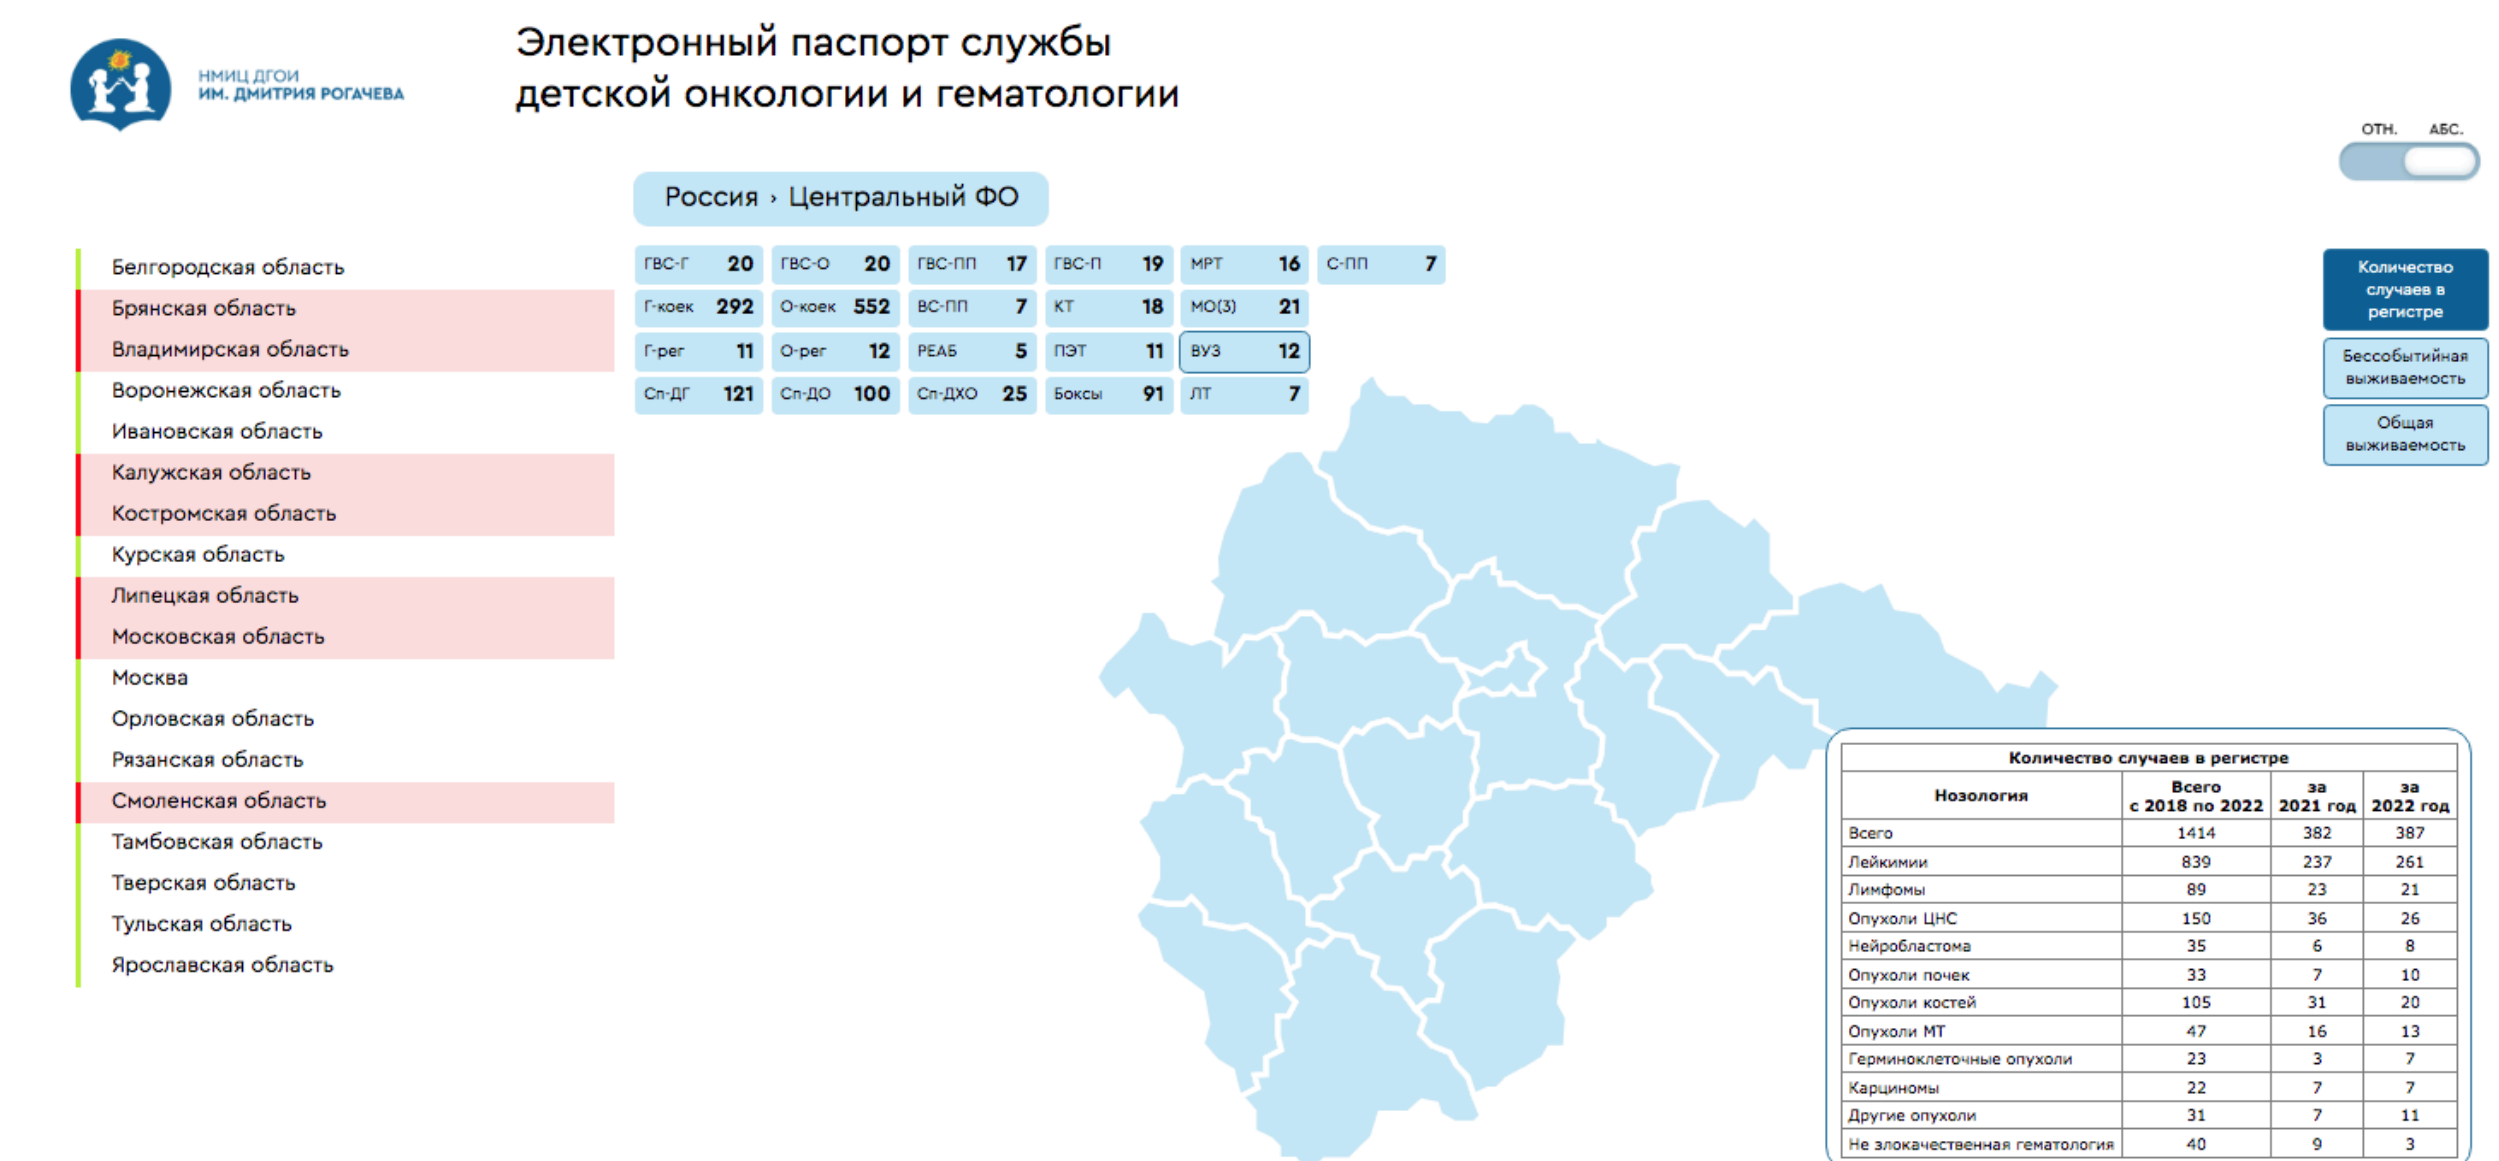 НМИЦ ДГОИ
ИМ. ДМИТРИЯ РОГАЧЕВА
Электронный паспорт службы
детской онкологии и гематологии
ОТН. АБС.
Россия › Центральный ФО
Белгородская область
Брянская область
Владимирская область
Воронежская область
Ивановская область
Калужская область
Костромская область
Курская область
Липецкая область
Московская область
Москва
Орловская область
Рязанская область
Смоленская область
Тамбовская область
Тверская область
Тульская область
Ярославская область
ГВС-Г 20 ГВС-О 20 ГВС-ПП 17 ГВС-П 19 МРТ 16 С-ПП 7
Г-коек 292 О-коек 552 ВС-ПП 7 КТ 18 МО(3) 21
Г-рег 11 О-рег 12 РЕАБ 5 ПЭТ 11 ВУЗ 12
Сп-ДГ 121 Сп-ДО 100 Сп-ДХО 25 Боксы 91 ЛТ 7
Количество
случаев в
регистре
Бессобытийная
выживаемость
Общая
выживаемость
Количество случаев в регистре
Нозология Всего с 2018 по 2022 за 2021 год за 2022 год
Всего 1414 382 387
Лейкимии 839 237 261
Лимфомы 89 23 21
Опухоли ЦНС 150 36 26
Нейробластома 35 6 8
Опухоли почек 33 7 10
Опухоли костей 105 31 20
Опухоли МТ 47 16 13
Герминоклеточные опухоли 23 3 7
Карциномы 22 7 7
Другие опухоли 31 7 11
Не злокачественная гематология 40 9 3